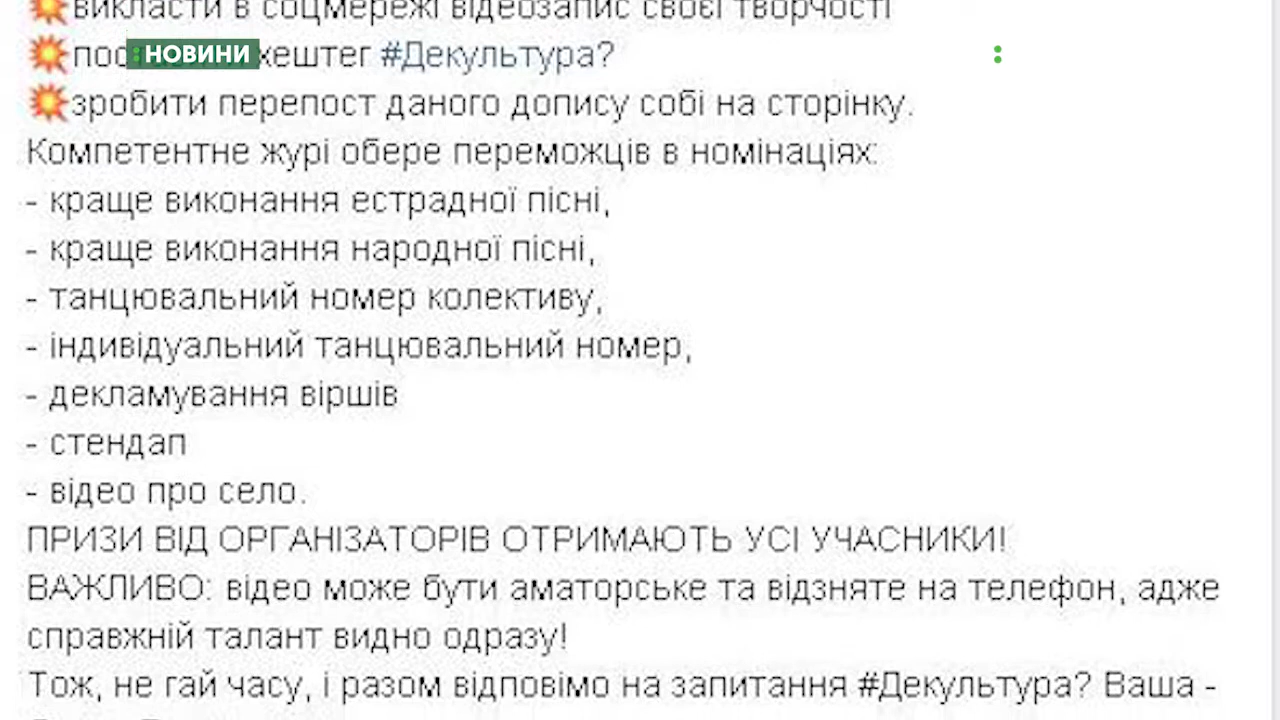 викласти в соцмережі відеозапис своєї творчості
НОВИНИ хештег #Декультура?
зробити перепост даного допису собі на сторінку.
Компетентне журі обере переможців в номінаціях:
- краще виконання естрадної пісні,
- краще виконання народної пісні,
- танцювальний номер колективу,
- індивідуальний танцювальний номер,
- декламування віршів
- стендап
- відео про село.
ПРИЗИ ВІД ОРГАНІЗАТОРІВ ОТРИМАЮТЬ УСІ УЧАСНИКИ!
ВАЖЛИВО: відео може бути аматорське та відзняте на телефон, адже
справжній талант видно одразу!
Тож, не гай часу, і разом відповімо на запитання #Декультура? Ваша -